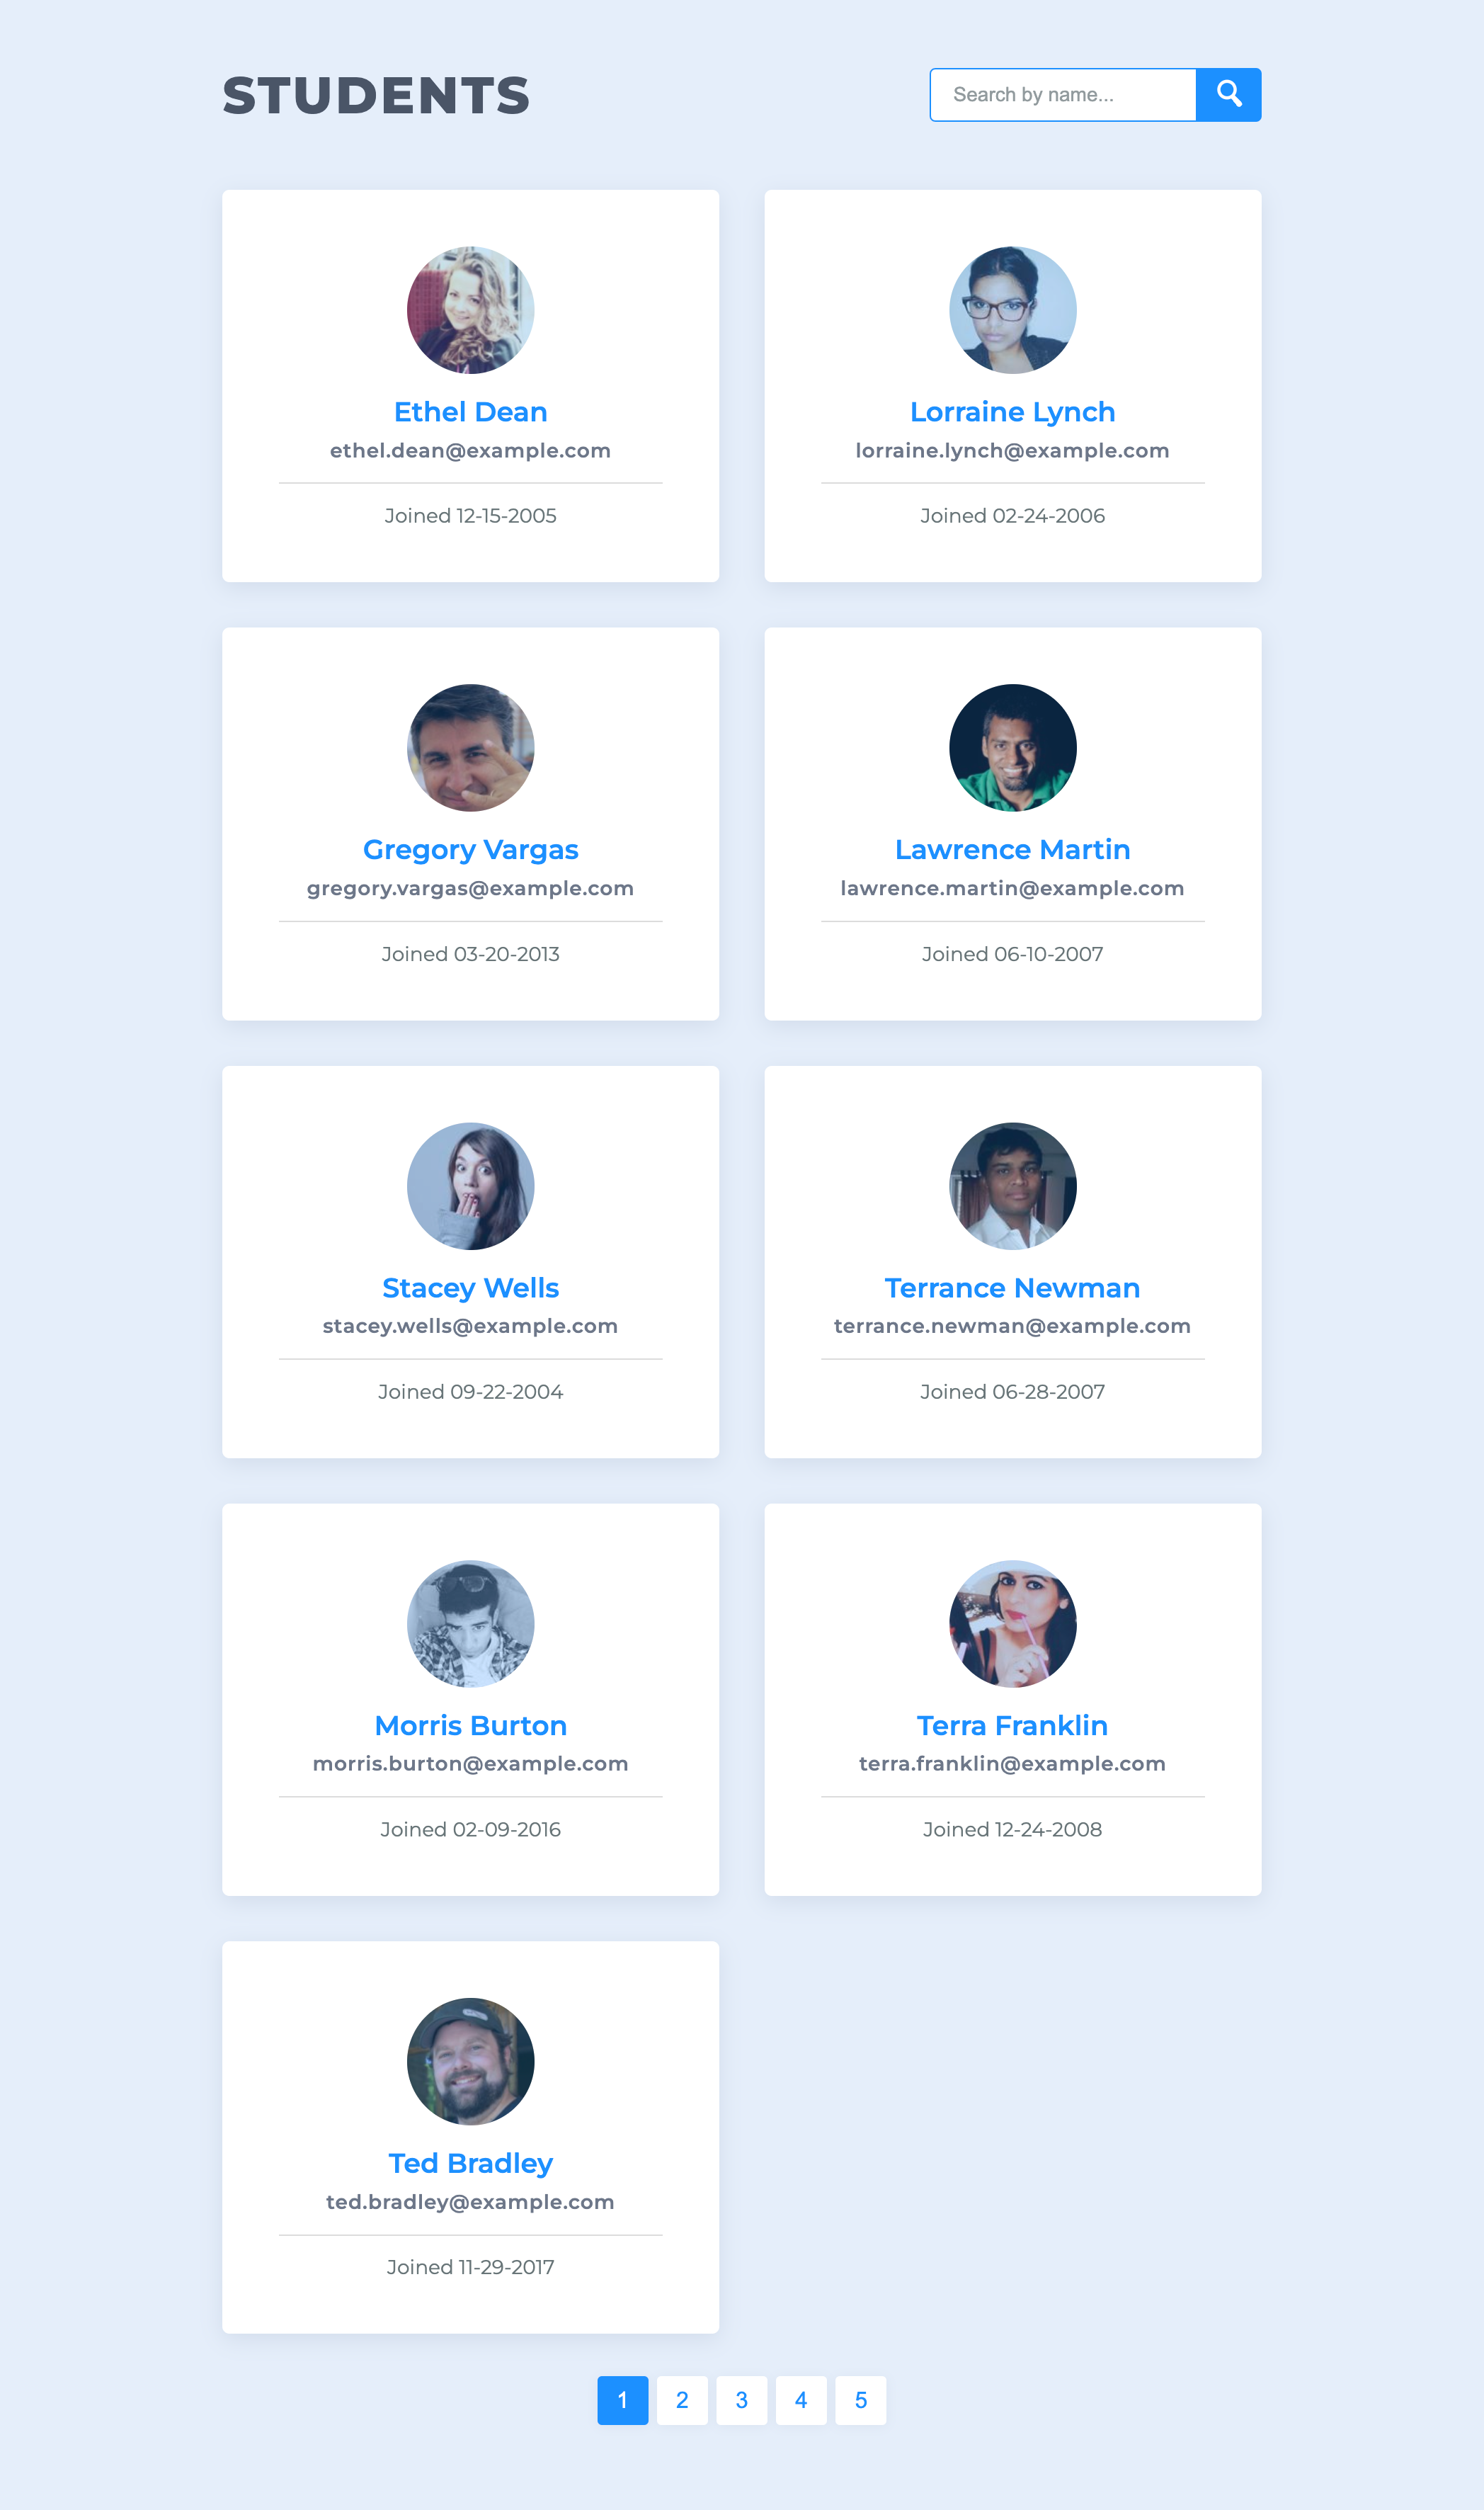 STUDENTS
Search by name...
Ethel Dean
ethel.dean@example.com
Joined 12-15-2005
Lorraine Lynch
lorraine.lynch@example.com
Joined 02-24-2006
Gregory Vargas
gregory.vargas@example.com
Joined 03-20-2013
Lawrence Martin
lawrence.martin@example.com
Joined 06-10-2007
Stacey Wells
stacey.wells@example.com
Joined 09-22-2004
Terrance Newman
terrance.newman@example.com
Joined 06-28-2007
Morris Burton
morris.burton@example.com
Joined 02-09-2016
Terra Franklin
terra.franklin@example.com
Joined 12-24-2008
Ted Bradley
ted.bradley@example.com
Joined 11-29-2017
1 2 3 4 5